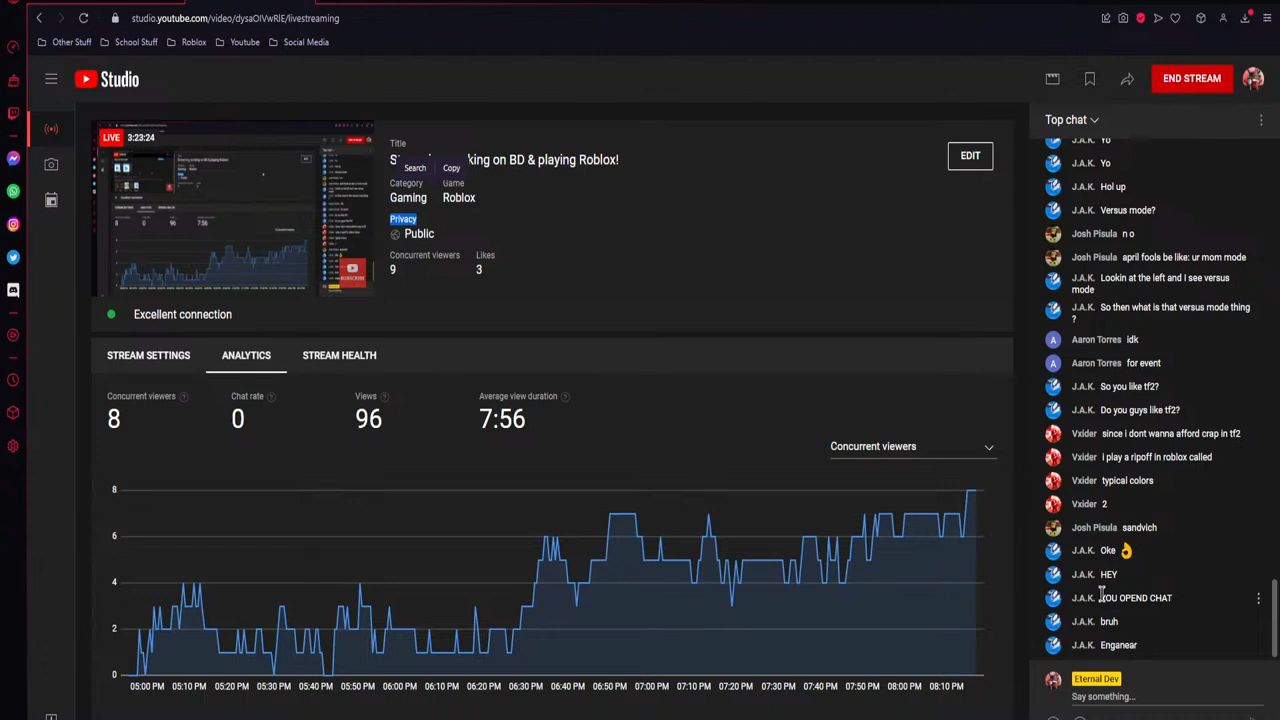 studio.youtube.com/video/dysaOIVwRlE/livestreaming
Other Stuff School Stuff Roblox Youtube Social Media
Studio
END STREAM
LIVE 3:23:24
Title
king on BD & playing Roblox!
Search Copy
Category Game
Gaming Roblox
Privacy
Public
Concurrent viewers Likes
9 3
EDIT
SUBSCRIBE
Excellent connection
STREAM SETTINGS ANALYTICS STREAM HEALTH
Concurrent viewers Chat rate Views Average view duration
8 0 96 7:56
Concurrent viewers
8
6
4
2
0
05:00 PM 05:10 PM 05:20 PM 05:30 PM 05:40 PM 05:50 PM 06:00 PM 06:10 PM 06:20 PM 06:30 PM 06:40 PM 06:50 PM 07:00 PM 07:10 PM 07:20 PM 07:30 PM 07:40 PM 07:50 PM 08:00 PM 08:10 PM
Top chat
J.A.K. Yo
J.A.K. Yo
J.A.K. Hol up
J.A.K. Versus mode?
Josh Pisula n o
Josh Pisula april fools be like: ur mom mode
J.A.K. Lookin at the left and I see versus
mode
J.A.K. So then what is that versus mode thing
?
Aaron Torres idk
Aaron Torres for event
J.A.K. So you like tf2?
J.A.K. Do you guys like tf2?
Vxider since i dont wanna afford crap in tf2
Vxider i play a ripoff in roblox called
Vxider typical colors
Vxider 2
Josh Pisula sandvich
J.A.K. Oke 👌
J.A.K. HEY
J.A.K. YOU OPEND CHAT
J.A.K. bruh
J.A.K. Enganear
Eternal Dev
Say something...